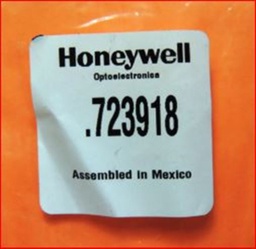 Honeywell
Optoelectronics
.723918
Assembled in Mexico